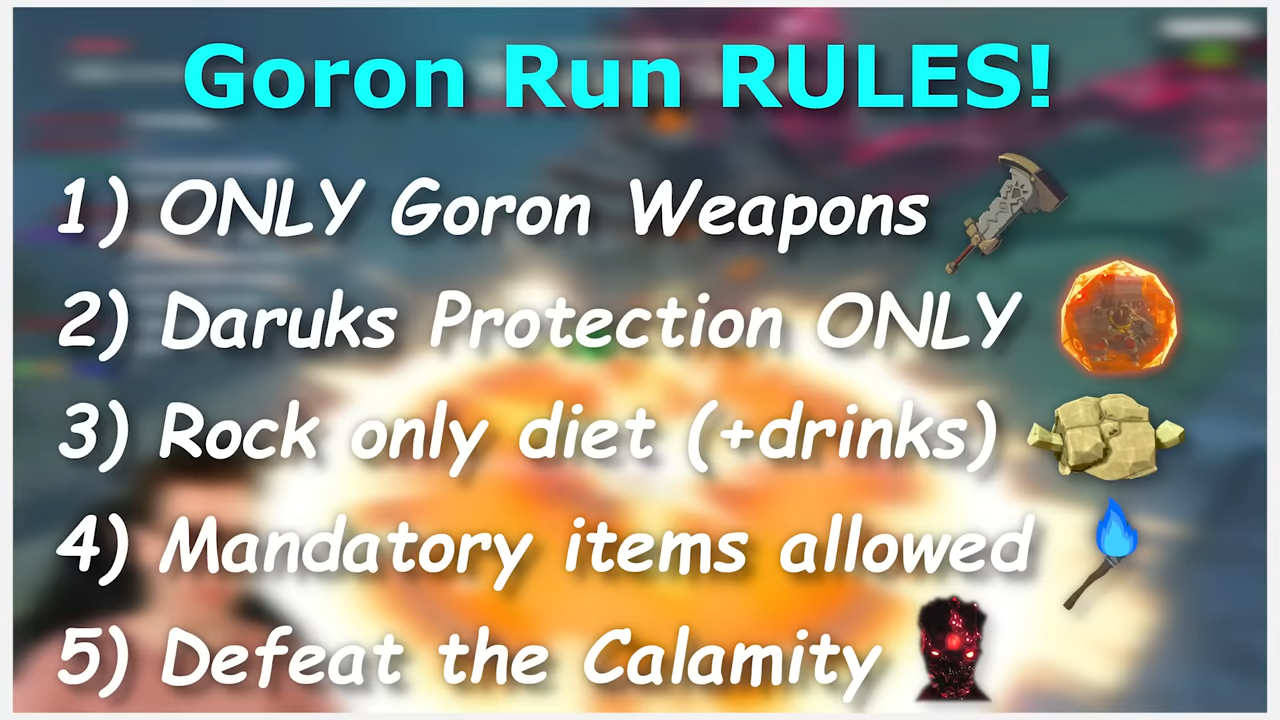 Goron Run RULES!
1) ONLY Goron Weapons
2) Daruks Protection ONLY
3) Rock only diet (+drinks)
4) Mandatory items allowed
5) Defeat the Calamity